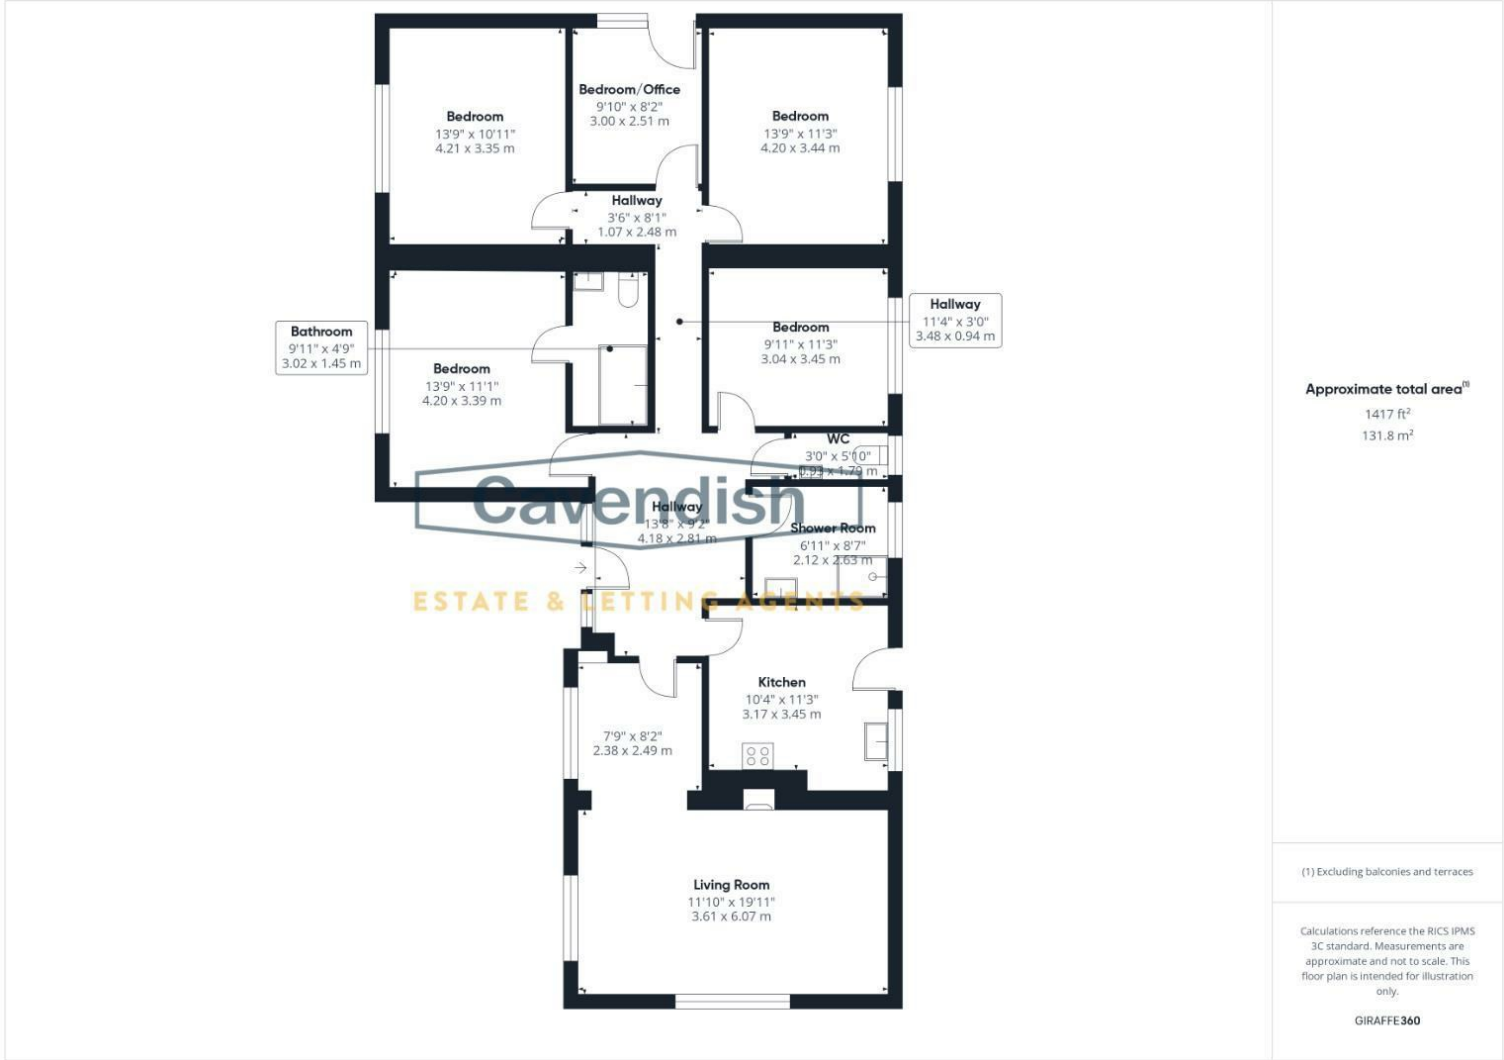 Bedroom
13'9" x 10'11"
4.21 x 3.35 m
Bedroom/Office
9'10" x 8'2"
3.00 x 2.51 m
Bedroom
13'9" x 11'3"
4.20 x 3.44 m
Hallway
3'6" x 8'1"
1.07 x 2.48 m
Bathroom
9'11" x 4'9"
3.02 x 1.45 m
Bedroom
13'9" x 11'1"
4.20 x 3.39 m
Bedroom
9'11" x 11'3"
3.04 x 3.45 m
Hallway
11'4" x 3'0"
3.48 x 0.94 m
WC
3'0" x 5'10"
0.93 x 1.79 m
Cavendish
ESTATE & LETTING AGENTS
Hallway
13'8" x 9'2"
4.18 x 2.81 m
Shower Room
6'11" x 8'7"
2.12 x 2.63 m
Kitchen
10'4" x 11'3"
3.17 x 3.45 m
7'9" x 8'2"
2.38 x 2.49 m
Living Room
11'10" x 19'11"
3.61 x 6.07 m
Approximate total area(1)
1417 ft²
131.8 m²
(1) Excluding balconies and terraces
Calculations reference the RICS IPMS
3C standard. Measurements are
approximate and not to scale. This
floor plan is intended for illustration
only.
GIRAFFE360